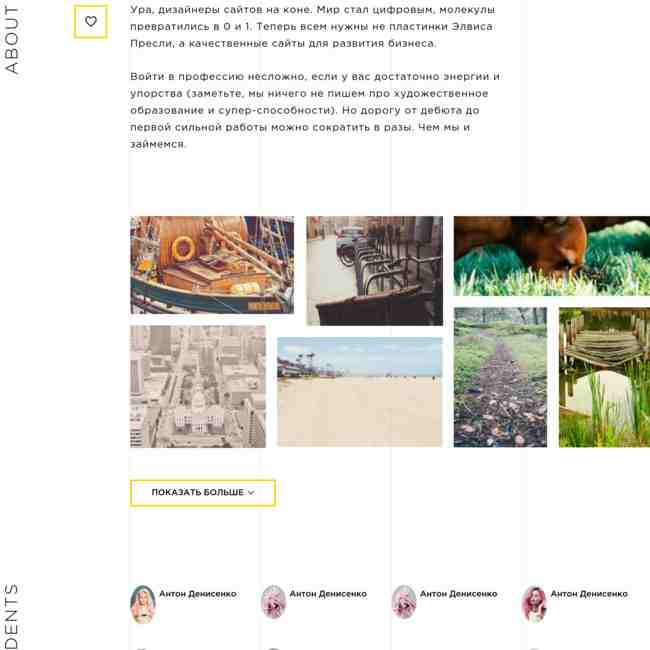 ABOUT
Ура, дизайнеры сайтов на коне. Мир стал цифровым, молекулы
превратились в 0 и 1. Теперь всем нужны не пластинки Элвиса
Пресли, а качественные сайты для развития бизнеса.
Войти в профессию несложно, если у вас достаточно энергии и
упорства (заметьте, мы ничего не пишем про художественное
образование и супер-способности). Но дорогу от дебюта до
первой сильной работы можно сократить в разы. Чем мы и
займемся.
ПОКАЗАТЬ БОЛЬШЕ
DENTS
Антон Денисенко Антон Денисенко Антон Денисенко Антон Денисенко